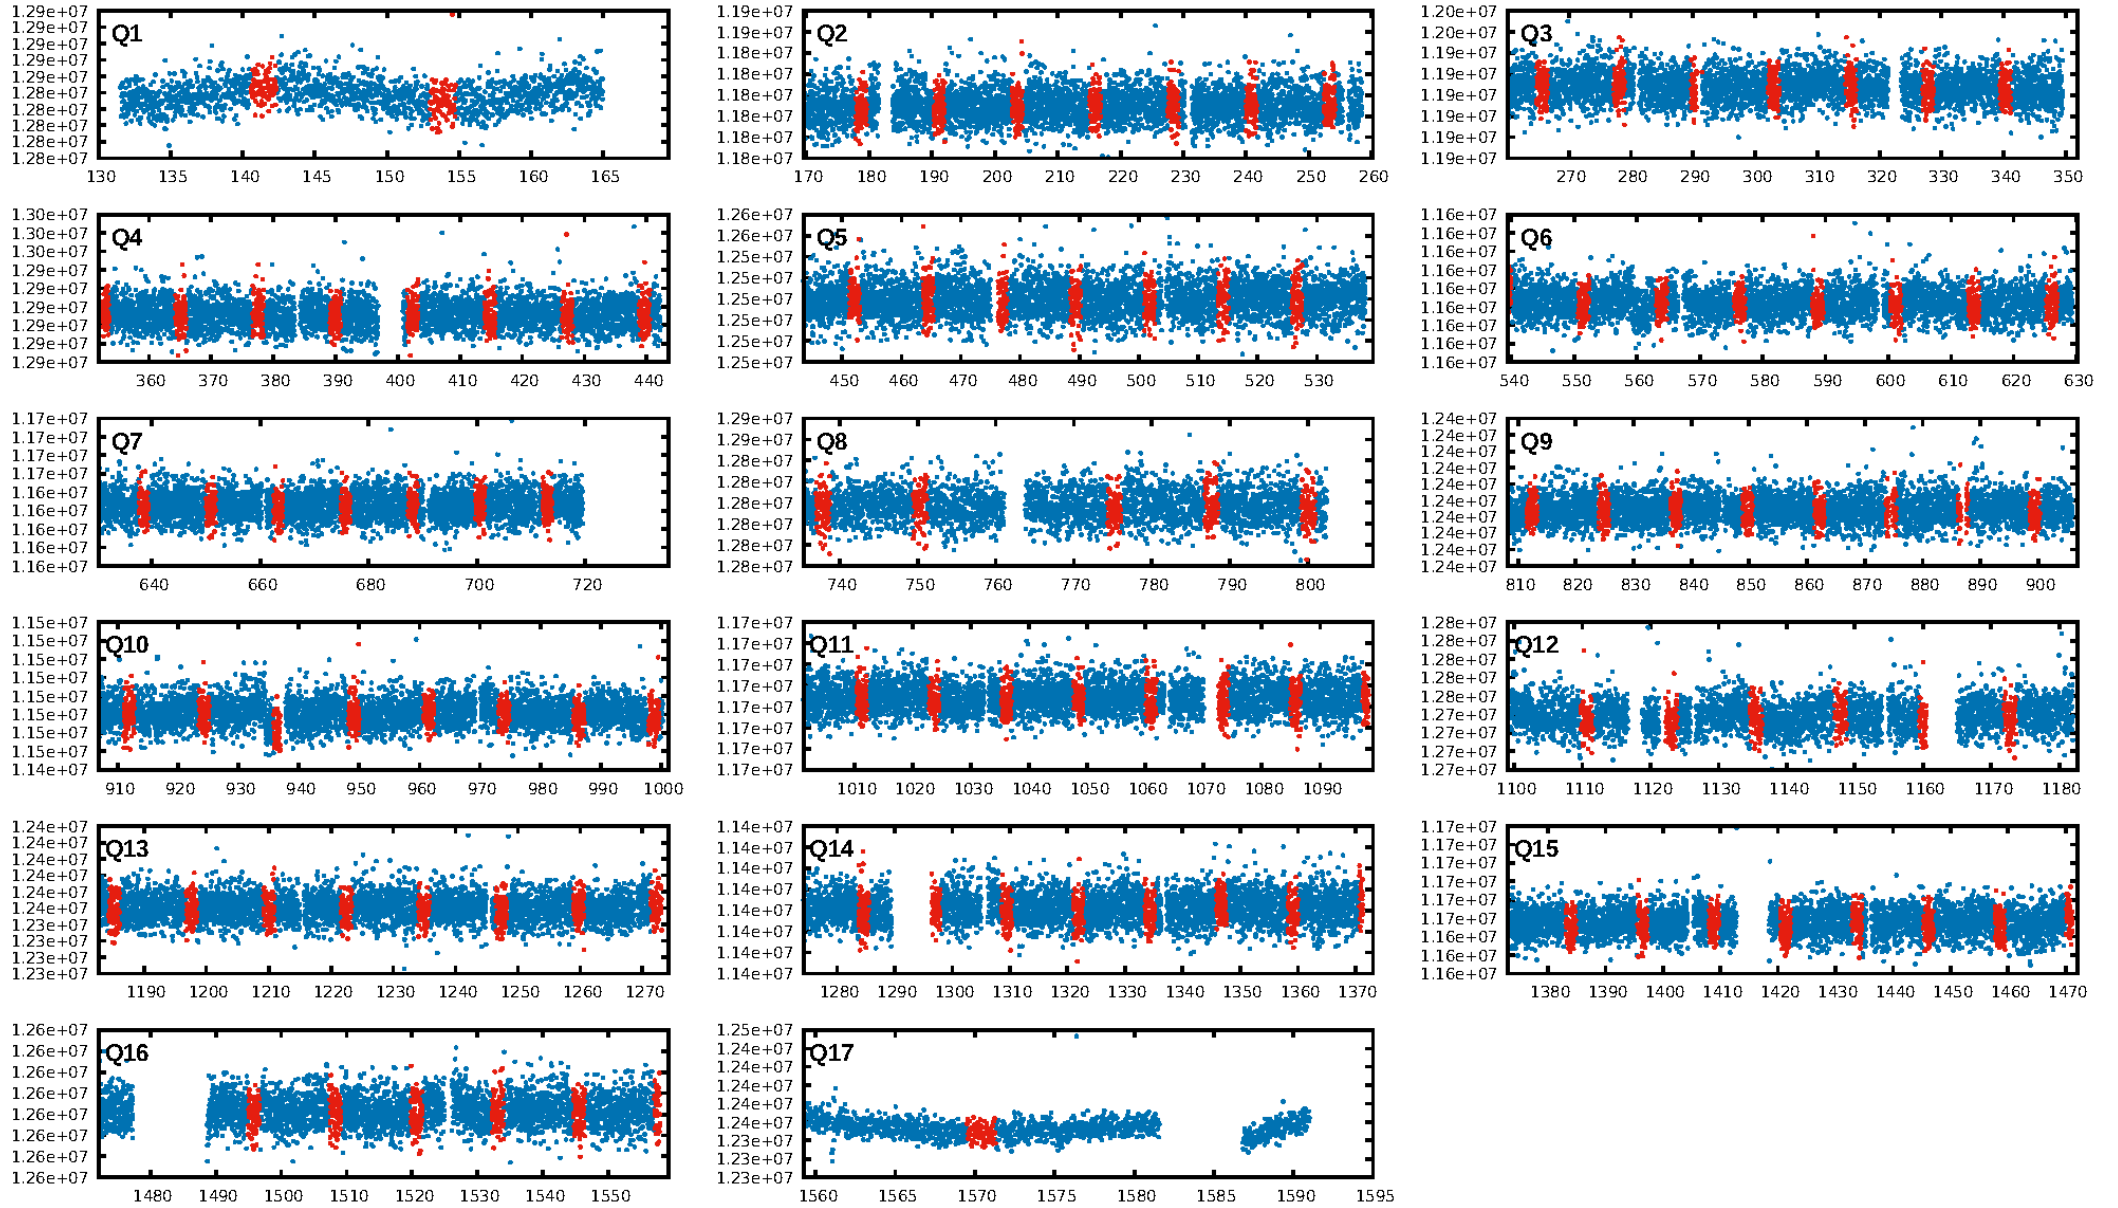 1.29e+07 1.29e+07 1.29e+07 1.29e+07 1.29e+07 1.28e+07 1.28e+07 1.28e+07 1.28e+07 1.28e+07
Q1
130 135 140 145 150 155 160 165
1.19e+07 1.19e+07 1.18e+07 1.18e+07 1.18e+07 1.18e+07 1.18e+07 1.18e+07
Q2
170 180 190 200 210 220 230 240 250 260
1.20e+07 1.20e+07 1.19e+07 1.19e+07 1.19e+07 1.19e+07 1.19e+07 1.19e+07
Q3
270 280 290 300 310 320 330 340 350
1.30e+07 1.30e+07 1.30e+07 1.29e+07 1.29e+07 1.29e+07 1.29e+07 1.29e+07 1.29e+07
Q4
360 370 380 390 400 410 420 430 440
1.26e+07 1.26e+07 1.25e+07 1.25e+07 1.25e+07 1.25e+07 1.25e+07 1.25e+07
Q5
450 460 470 480 490 500 510 520 530
1.16e+07 1.16e+07 1.16e+07 1.16e+07 1.16e+07 1.16e+07 1.16e+07 1.16e+07 1.16e+07
Q6
540 550 560 570 580 590 600 610 620 630
1.17e+07 1.17e+07 1.17e+07 1.17e+07 1.16e+07 1.16e+07 1.16e+07 1.16e+07 1.16e+07
Q7
640 660 680 700 720
1.29e+07 1.29e+07 1.28e+07 1.28e+07 1.28e+07 1.28e+07 1.28e+07 1.28e+07
Q8
740 750 760 770 780 790 800
1.24e+07 1.24e+07 1.24e+07 1.24e+07 1.24e+07 1.24e+07 1.24e+07 1.24e+07 1.24e+07 1.24e+07
Q9
810 820 830 840 850 860 870 880 890 900
1.15e+07 1.15e+07 1.15e+07 1.15e+07 1.15e+07 1.15e+07 1.15e+07 1.15e+07 1.14e+07
Q10
910 920 930 940 950 960 970 980 990 1000
1.17e+07 1.17e+07 1.17e+07 1.17e+07 1.17e+07 1.17e+07 1.17e+07 1.17e+07
Q11
1010 1020 1030 1040 1050 1060 1070 1080 1090
1.28e+07 1.28e+07 1.28e+07 1.28e+07 1.28e+07 1.27e+07 1.27e+07 1.27e+07 1.27e+07
Q12
1100 1110 1120 1130 1140 1150 1160 1170 1180
1.24e+07 1.24e+07 1.24e+07 1.24e+07 1.24e+07 1.24e+07 1.23e+07 1.23e+07 1.23e+07 1.23e+07
Q13
1190 1200 1210 1220 1230 1240 1250 1260 1270
1.14e+07 1.14e+07 1.14e+07 1.14e+07 1.14e+07 1.14e+07 1.14e+07 1.14e+07
Q14
1280 1290 1300 1310 1320 1330 1340 1350 1360 1370
1.17e+07 1.17e+07 1.17e+07 1.17e+07 1.17e+07 1.17e+07 1.16e+07 1.16e+07 1.16e+07
Q15
1380 1390 1400 1410 1420 1430 1440 1450 1460 1470
1.26e+07 1.26e+07 1.26e+07 1.26e+07 1.26e+07 1.26e+07 1.26e+07 1.26e+07
Q16
1480 1490 1500 1510 1520 1530 1540 1550
1.25e+07 1.24e+07 1.24e+07 1.24e+07 1.24e+07 1.24e+07 1.23e+07 1.23e+07 1.23e+07
Q17
1560 1565 1570 1575 1580 1585 1590 1595